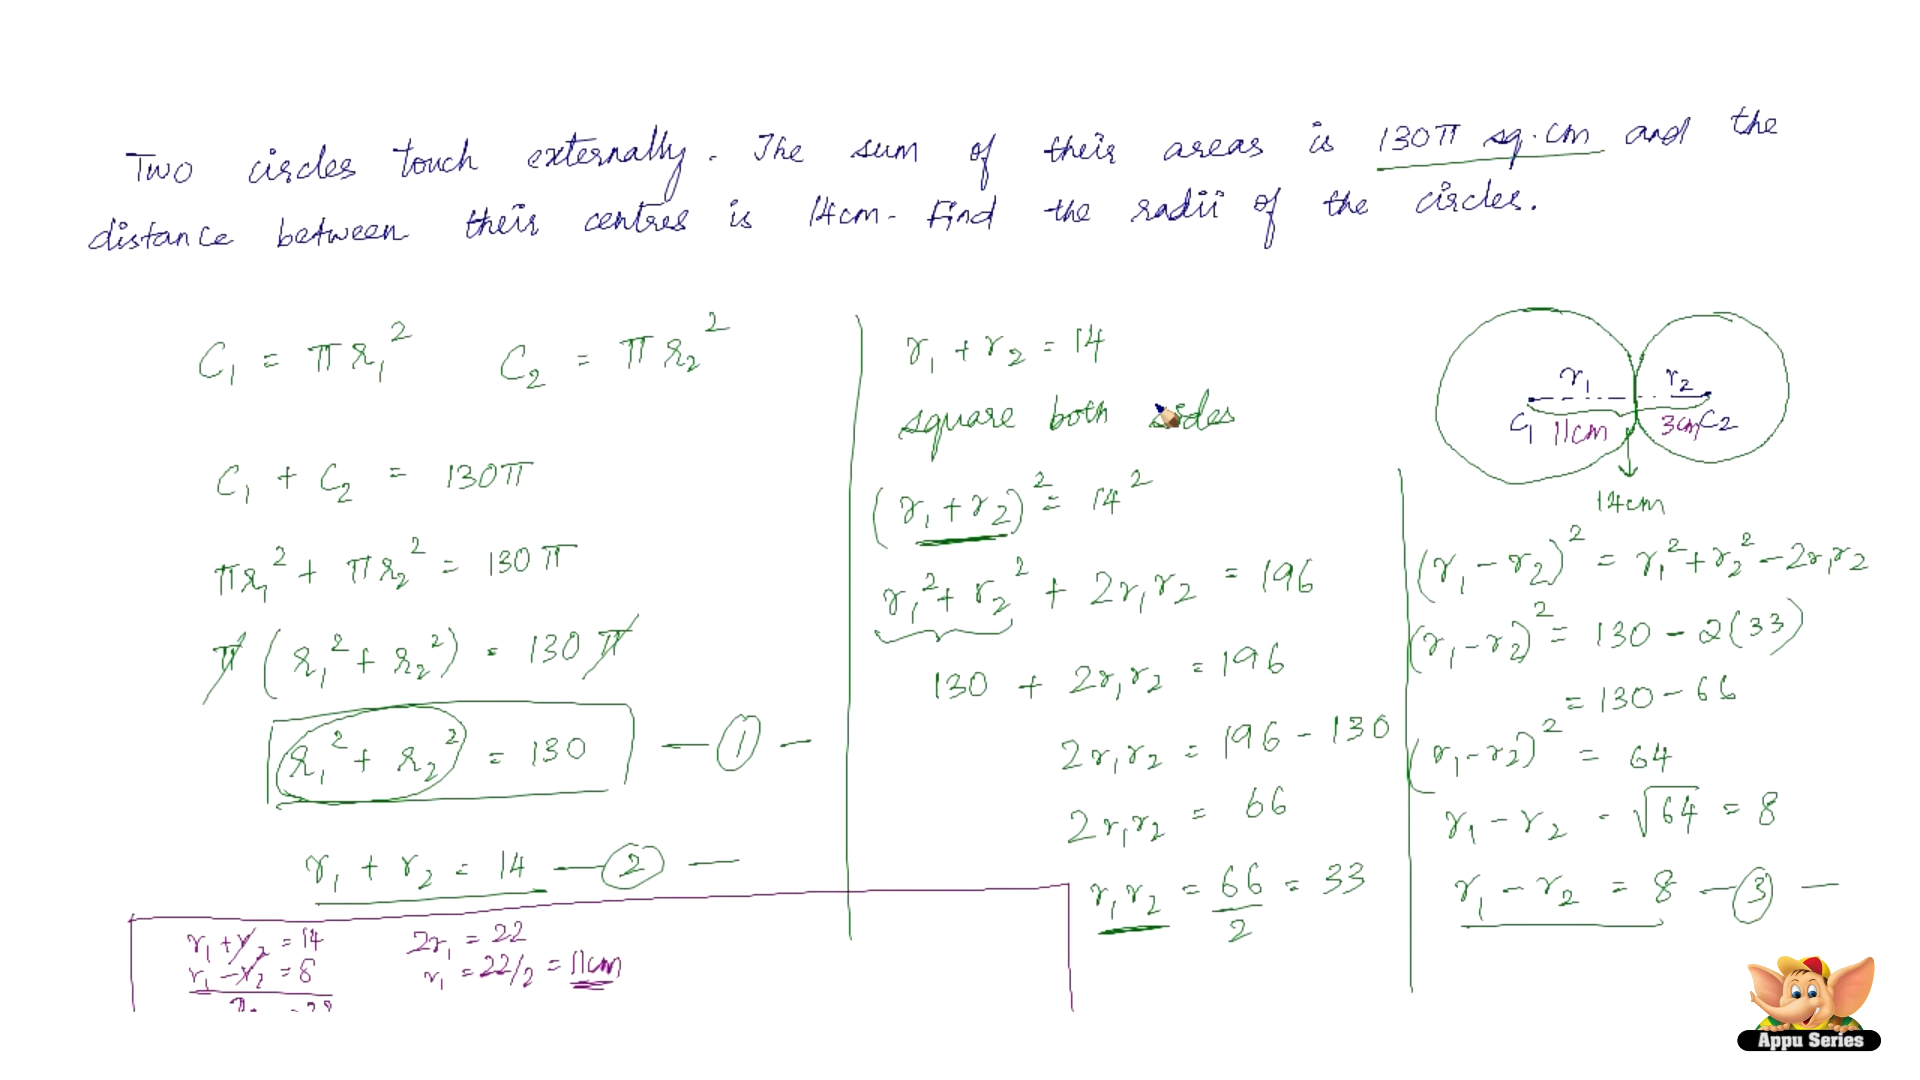 Two circles touch externally. The sum of their areas is 130π sq.cm and the
distance between their centres is 14cm. Find the radii of the circles.
C₁ = πr₁² C₂ = πr₂²
C₁ + C₂ = 130π
πr₁² + πr₂² = 130π
π(r₁² + r₂²) = 130π
r₁² + r₂² = 130 — ① —
r₁ + r₂ = 14 — ② —
r₁ + r₂ = 14
r₁ - r₂ = 8
2r₁ = 22
r₁ = 22/2 = 11cm
r₁ + r₂ = 14
square both sides
(r₁ + r₂)² = 14²
r₁² + r₂² + 2r₁r₂ = 196
130 + 2r₁r₂ = 196
2r₁r₂ = 196 - 130
2r₁r₂ = 66
r₁r₂ = 66/2 = 33
r₁ r₂
C₁ 11cm 3cm C₂
14cm
(r₁ - r₂)² = r₁² + r₂² - 2r₁r₂
(r₁ - r₂)² = 130 - 2(33)
= 130 - 66
(r₁ - r₂)² = 64
r₁ - r₂ = √64 = 8
r₁ - r₂ = 8 — ③ —
Appu Series